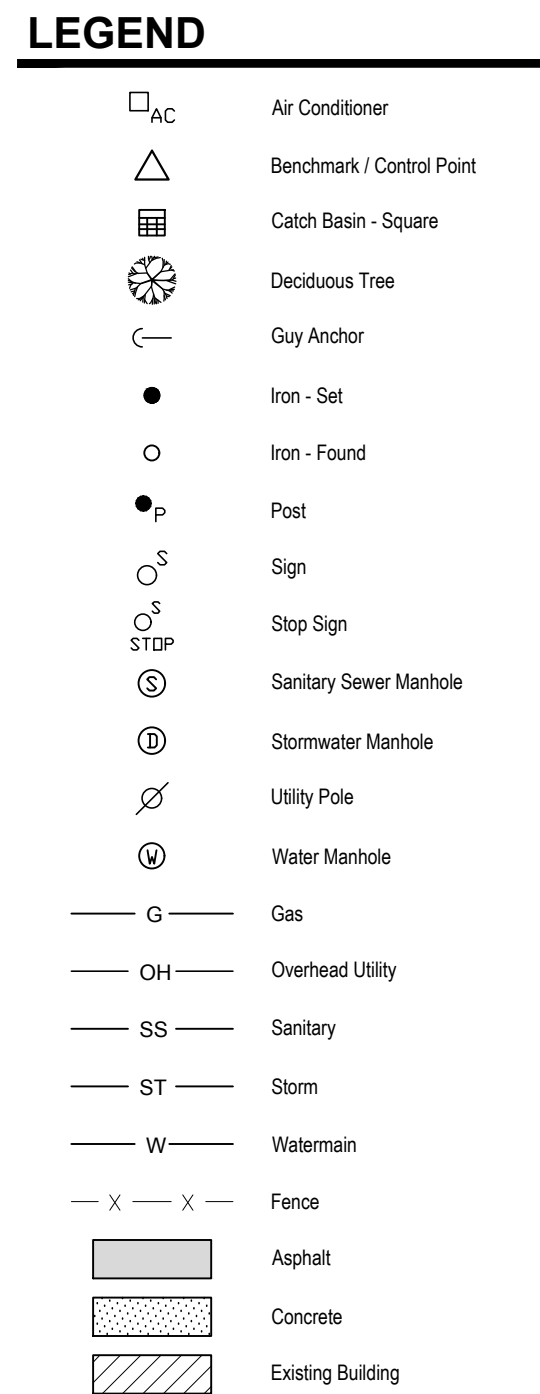 LEGEND
AC Air Conditioner
Benchmark / Control Point
Catch Basin - Square
Deciduous Tree
Guy Anchor
Iron - Set
Iron - Found
P Post
S Sign
S
STOP Stop Sign
S Sanitary Sewer Manhole
D Stormwater Manhole
Utility Pole
W Water Manhole
G Gas
OH Overhead Utility
SS Sanitary
ST Storm
W Watermain
X X Fence
Asphalt
Concrete
Existing Building